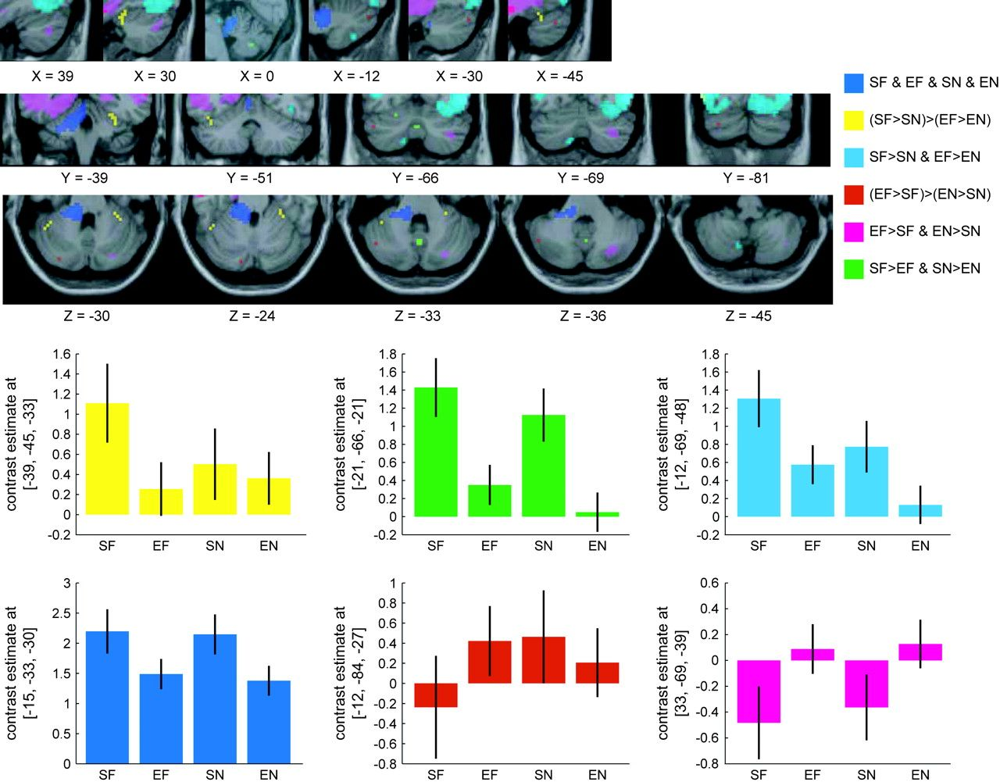 X = 39 X = 30 X = 0 X = -12 X = -30 X = -45
SF & EF & SN & EN
(SF>SN)>(EF>EN)
SF>SN & EF>EN
(EF>SF)>(EN>SN)
EF>SF & EN>SN
SF>EF & SN>EN
Y = -39 Y = -51 Y = -66 Y = -69 Y = -81
Z = -30 Z = -24 Z = -33 Z = -36 Z = -45
contrast estimate at
[-39, -45, -33]
1.6
1.4
1.2
1
0.8
0.6
0.4
0.2
0
-0.2
SF EF SN EN
contrast estimate at
[-21, -66, -21]
1.8
1.6
1.4
1.2
1
0.8
0.6
0.4
0.2
0
-0.2
SF EF SN EN
contrast estimate at
[-12, -69, -48]
1.8
1.6
1.4
1.2
1
0.8
0.6
0.4
0.2
0
-0.2
SF EF SN EN
contrast estimate at
[-15, -33, -30]
3
2.5
2
1.5
1
0.5
0
SF EF SN EN
contrast estimate at
[-12, -84, -27]
1
0.8
0.6
0.4
0.2
0
-0.2
-0.4
-0.6
-0.8
SF EF SN EN
contrast estimate at
[33, -69, -39]
0.6
0.4
0.2
0
-0.2
-0.4
-0.6
-0.8
SF EF SN EN